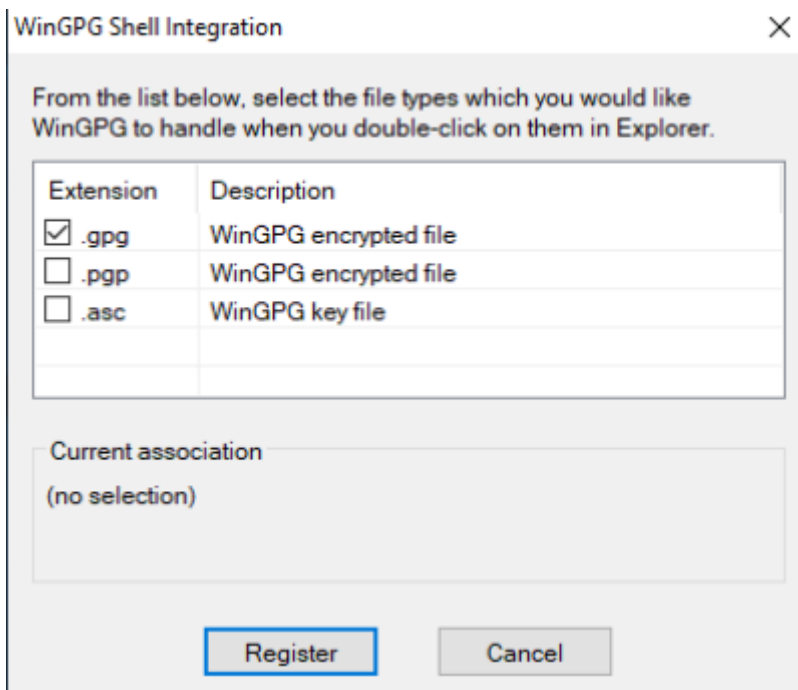 WinGPG Shell Integration
From the list below, select the file types which you would like
WinGPG to handle when you double-click on them in Explorer.
Extension Description
.gpg WinGPG encrypted file
.pgp WinGPG encrypted file
.asc WinGPG key file
Current association
(no selection)
Register Cancel